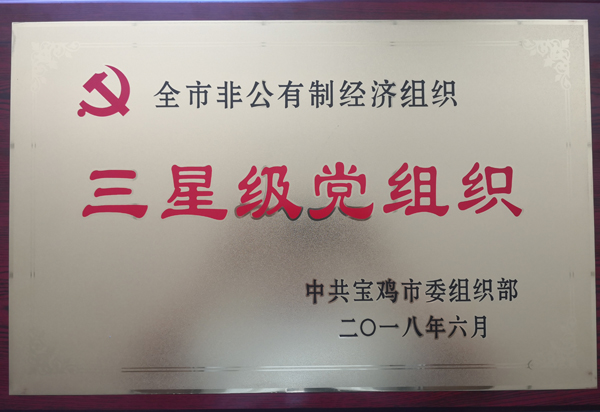 全市非公有制经济组织
三星级党组织
中共宝鸡市委组织部
二〇一八年六月